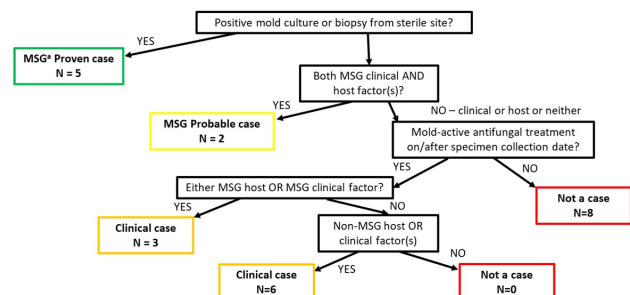 Positive mold culture or biopsy from sterile site?
YES
MSGª Proven case
N = 5
Both MSG clinical AND
host factor(s)?
YES
NO – clinical or host or neither
MSG Probable case
N = 2
Mold-active antifungal treatment
on/after specimen collection date?
YES
NO
Either MSG host OR MSG clinical factor?
Not a case
N=8
YES
NO
Clinical case
N = 3
Non-MSG host OR
clinical factor(s)
YES
NO
Clinical case
N=6
Not a case
N=0